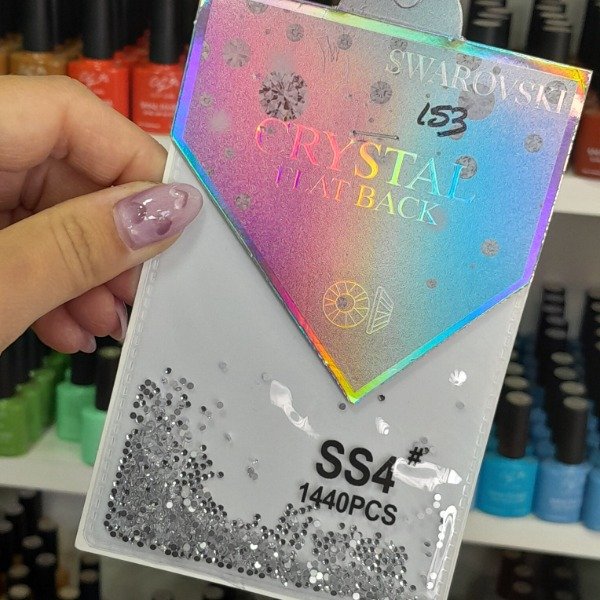 SWAROVSKI
153
CRYSTAL
FLAT BACK
SS4#
1440PCS